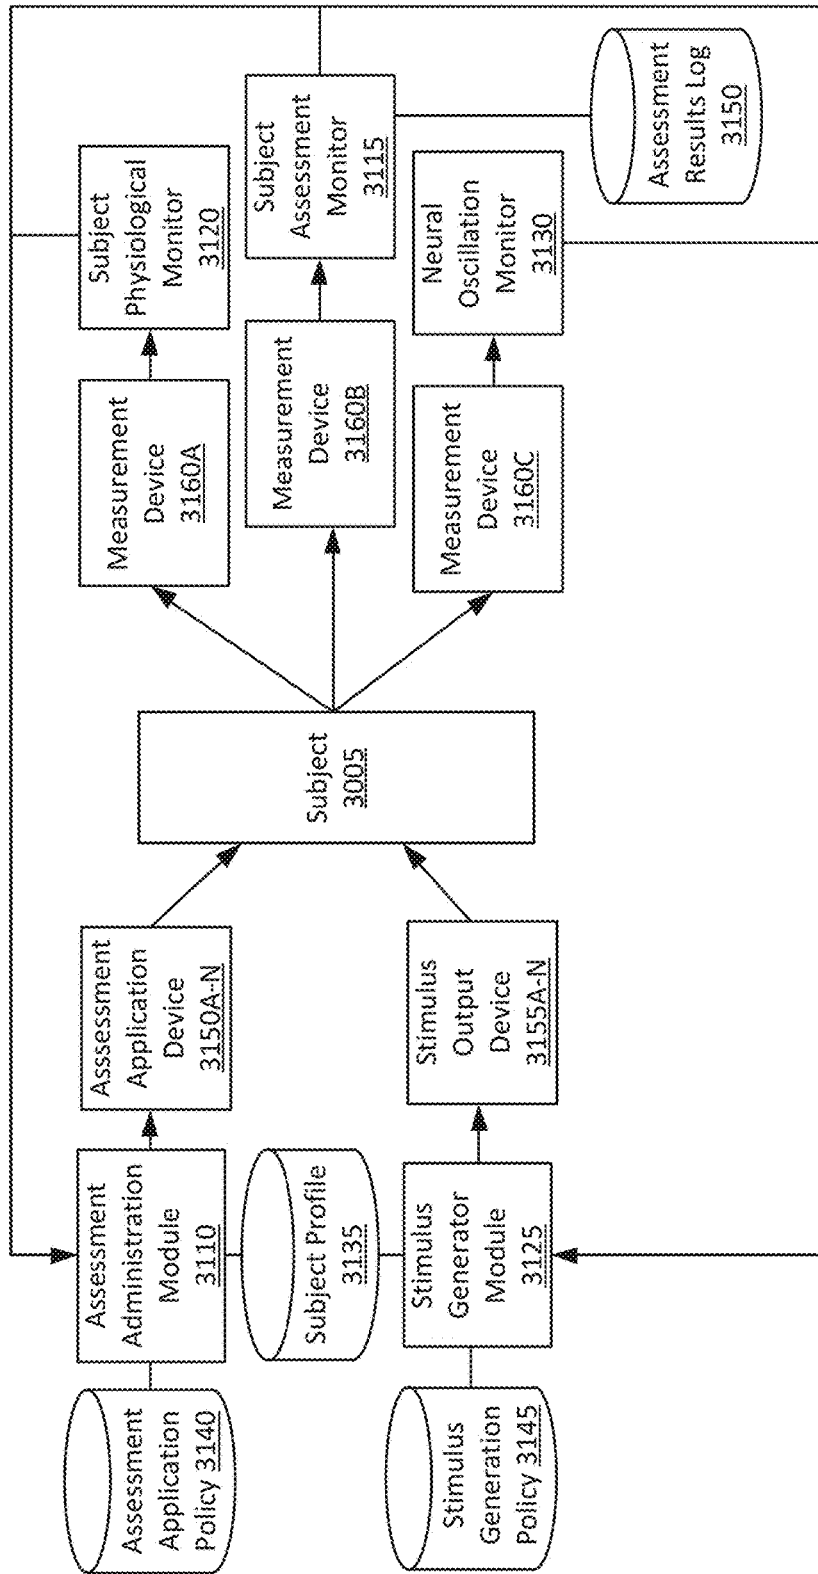 Assessment
Application
Policy 3140
Assessment
Administration
Module
3110
Asssessment
Application
Device
3150A-N
Subject Profile
3135
Stimulus
Generation
Policy 3145
Stimulus
Generator
Module
3125
Stimulus
Output
Device
3155A-N
Subject
3005
Measurement
Device
3160A
Subject
Physiological
Monitor
3120
Measurement
Device
3160B
Subject
Assessment
Monitor
3115
Measurement
Device
3160C
Neural
Oscillation
Monitor
3130
Assessment
Results Log
3150